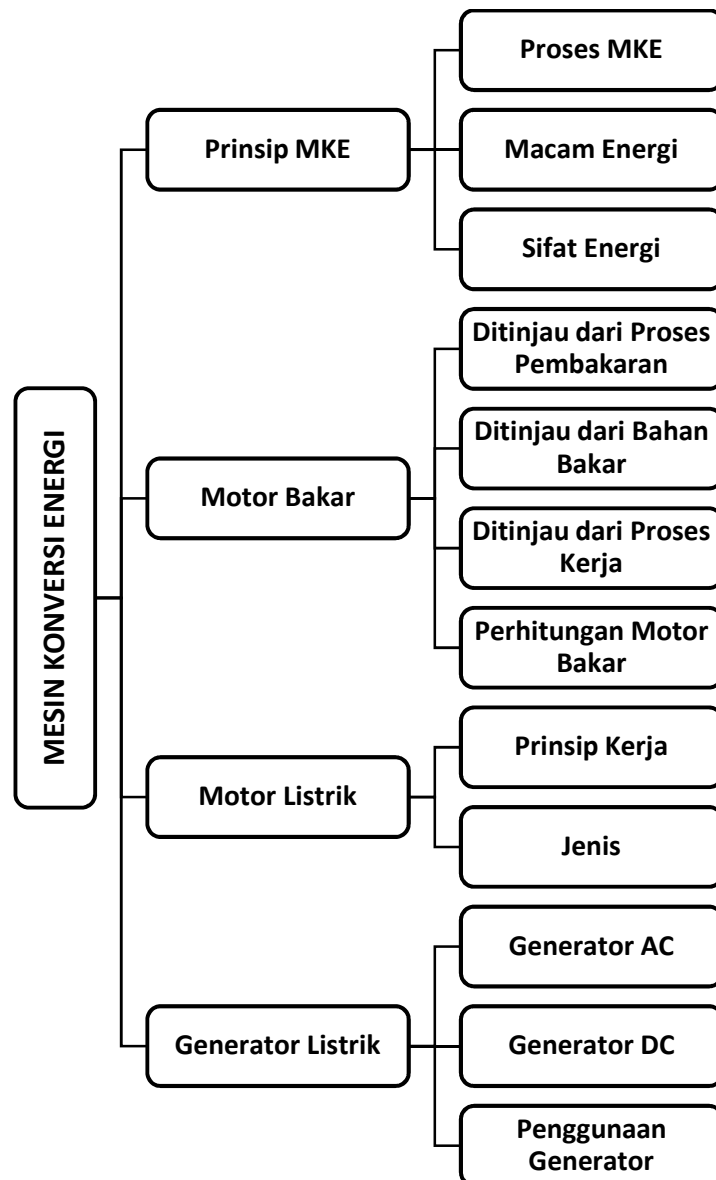 MESIN KONVERSI ENERGI
Prinsip MKE
Proses MKE
Macam Energi
Sifat Energi
Motor Bakar
Ditinjau dari Proses
Pembakaran
Ditinjau dari Bahan
Bakar
Ditinjau dari Proses
Kerja
Perhitungan Motor
Bakar
Motor Listrik
Prinsip Kerja
Jenis
Generator Listrik
Generator AC
Generator DC
Penggunaan
Generator